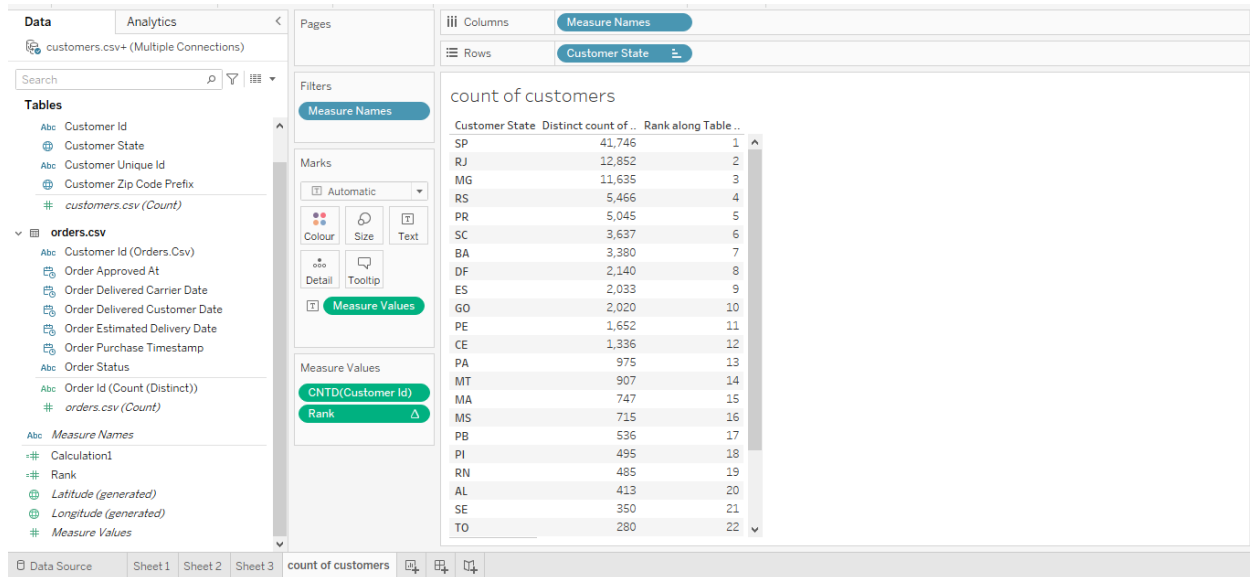 Data
Analytics
customers.csv+ (Multiple Connections)
Search
Tables
Abc Customer Id
Customer State
Abc Customer Unique Id
Customer Zip Code Prefix
# customers.csv (Count)
orders.csv
Abc Customer Id (Orders.Csv)
Order Approved At
Order Delivered Carrier Date
Order Delivered Customer Date
Order Estimated Delivery Date
Order Purchase Timestamp
Abc Order Status
Abc Order Id (Count (Distinct))
# orders.csv (Count)
Abc Measure Names
=# Calculation1
=# Rank
Latitude (generated)
Longitude (generated)
# Measure Values
Pages
Filters
Measure Names
Marks
T Automatic
Colour Size Text
Detail Tooltip
T Measure Values
Measure Values
CNTD(Customer Id)
Rank Δ
iii Columns Measure Names
Rows Customer State
count of customers
Customer State Distinct count of .. Rank along Table ..
SP 41,746 1
RJ 12,852 2
MG 11,635 3
RS 5,466 4
PR 5,045 5
SC 3,637 6
BA 3,380 7
DF 2,140 8
ES 2,033 9
GO 2,020 10
PE 1,652 11
CE 1,336 12
PA 975 13
MT 907 14
MA 747 15
MS 715 16
PB 536 17
PI 495 18
RN 485 19
AL 413 20
SE 350 21
TO 280 22
Data Source Sheet 1 Sheet 2 Sheet 3 count of customers